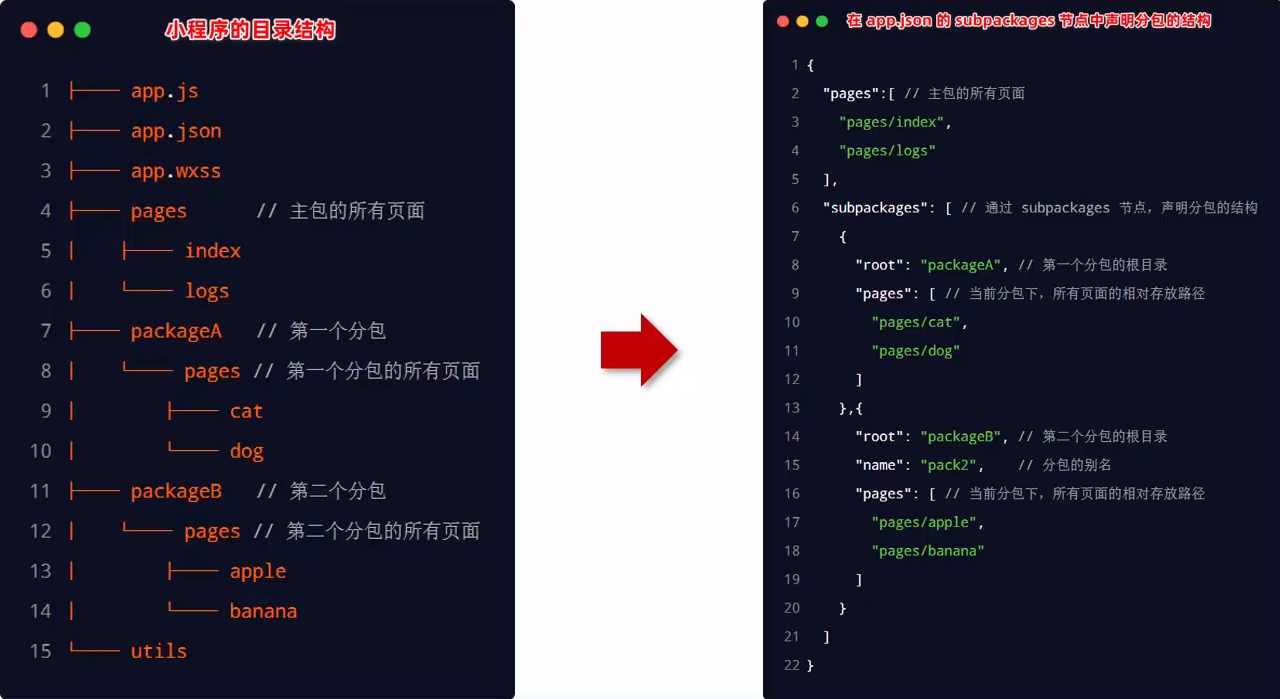 小程序的目录结构
1 ├── app.js
2 ├── app.json
3 ├── app.wxss
4 ├── pages // 主包的所有页面
5 │ ├── index
6 │ └── logs
7 ├── packageA // 第一个分包
8 │ └── pages // 第一个分包的所有页面
9 │ ├── cat
10 │ └── dog
11 ├── packageB // 第二个分包
12 │ └── pages // 第二个分包的所有页面
13 │ ├── apple
14 │ └── banana
15 └── utils
在 app.json 的 subpackages 节点中声明分包的结构
1 {
2 "pages":[ // 主包的所有页面
3 "pages/index",
4 "pages/logs"
5 ],
6 "subpackages": [ // 通过 subpackages 节点，声明分包的结构
7 {
8 "root": "packageA", // 第一个分包的根目录
9 "pages": [ // 当前分包下，所有页面的相对存放路径
10 "pages/cat",
11 "pages/dog"
12 ]
13 },{
14 "root": "packageB", // 第二个分包的根目录
15 "name": "pack2", // 分包的别名
16 "pages": [ // 当前分包下，所有页面的相对存放路径
17 "pages/apple",
18 "pages/banana"
19 ]
20 }
21 ]
22 }